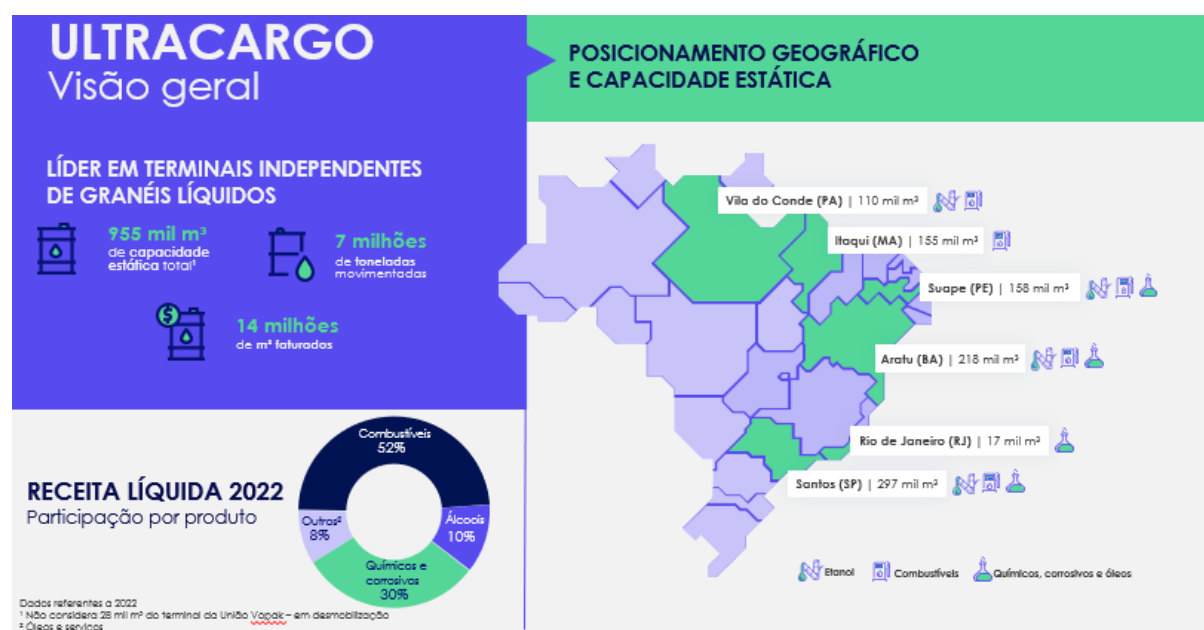 ULTRACARGO
Visão geral
LÍDER EM TERMINAIS INDEPENDENTES
DE GRANÉIS LÍQUIDOS
955 mil m³
de capacidade
estática total¹
7 milhões
de toneladas
movimentadas
14 milhões
de m³ faturados
RECEITA LÍQUIDA 2022
Participação por produto
Combustíveis
52%
Outros²
8%
Álcoois
10%
Químicos e
corrosivos
30%
Dados referentes a 2022
¹ Não considera 28 mil m³ do terminal da União Vopak – em desmobilização
² Óleos e serviços
POSICIONAMENTO GEOGRÁFICO
E CAPACIDADE ESTÁTICA
Vila do Conde (PA) | 110 mil m³
Itaqui (MA) | 155 mil m³
Suape (PE) | 158 mil m³
Aratu (BA) | 218 mil m³
Rio de Janeiro (RJ) | 17 mil m³
Santos (SP) | 297 mil m³
Etanol
Combustíveis
Químicos, corrosivos e óleos